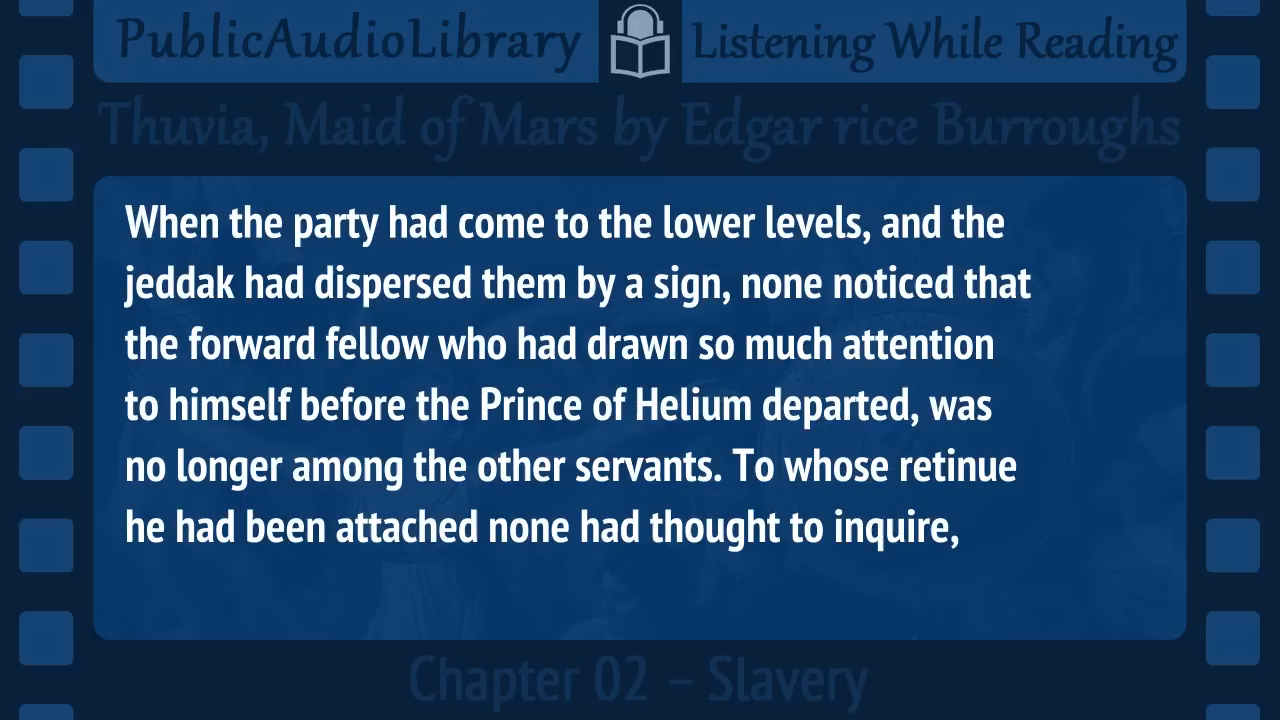 PublicAudioLibrary Listening While Reading
Thuvia, Maid of Mars by Edgar rice Burroughs
When the party had come to the lower levels, and the
jeddak had dispersed them by a sign, none noticed that
the forward fellow who had drawn so much attention
to himself before the Prince of Helium departed, was
no longer among the other servants. To whose retinue
he had been attached none had thought to inquire,
Chapter 02 – Slavery